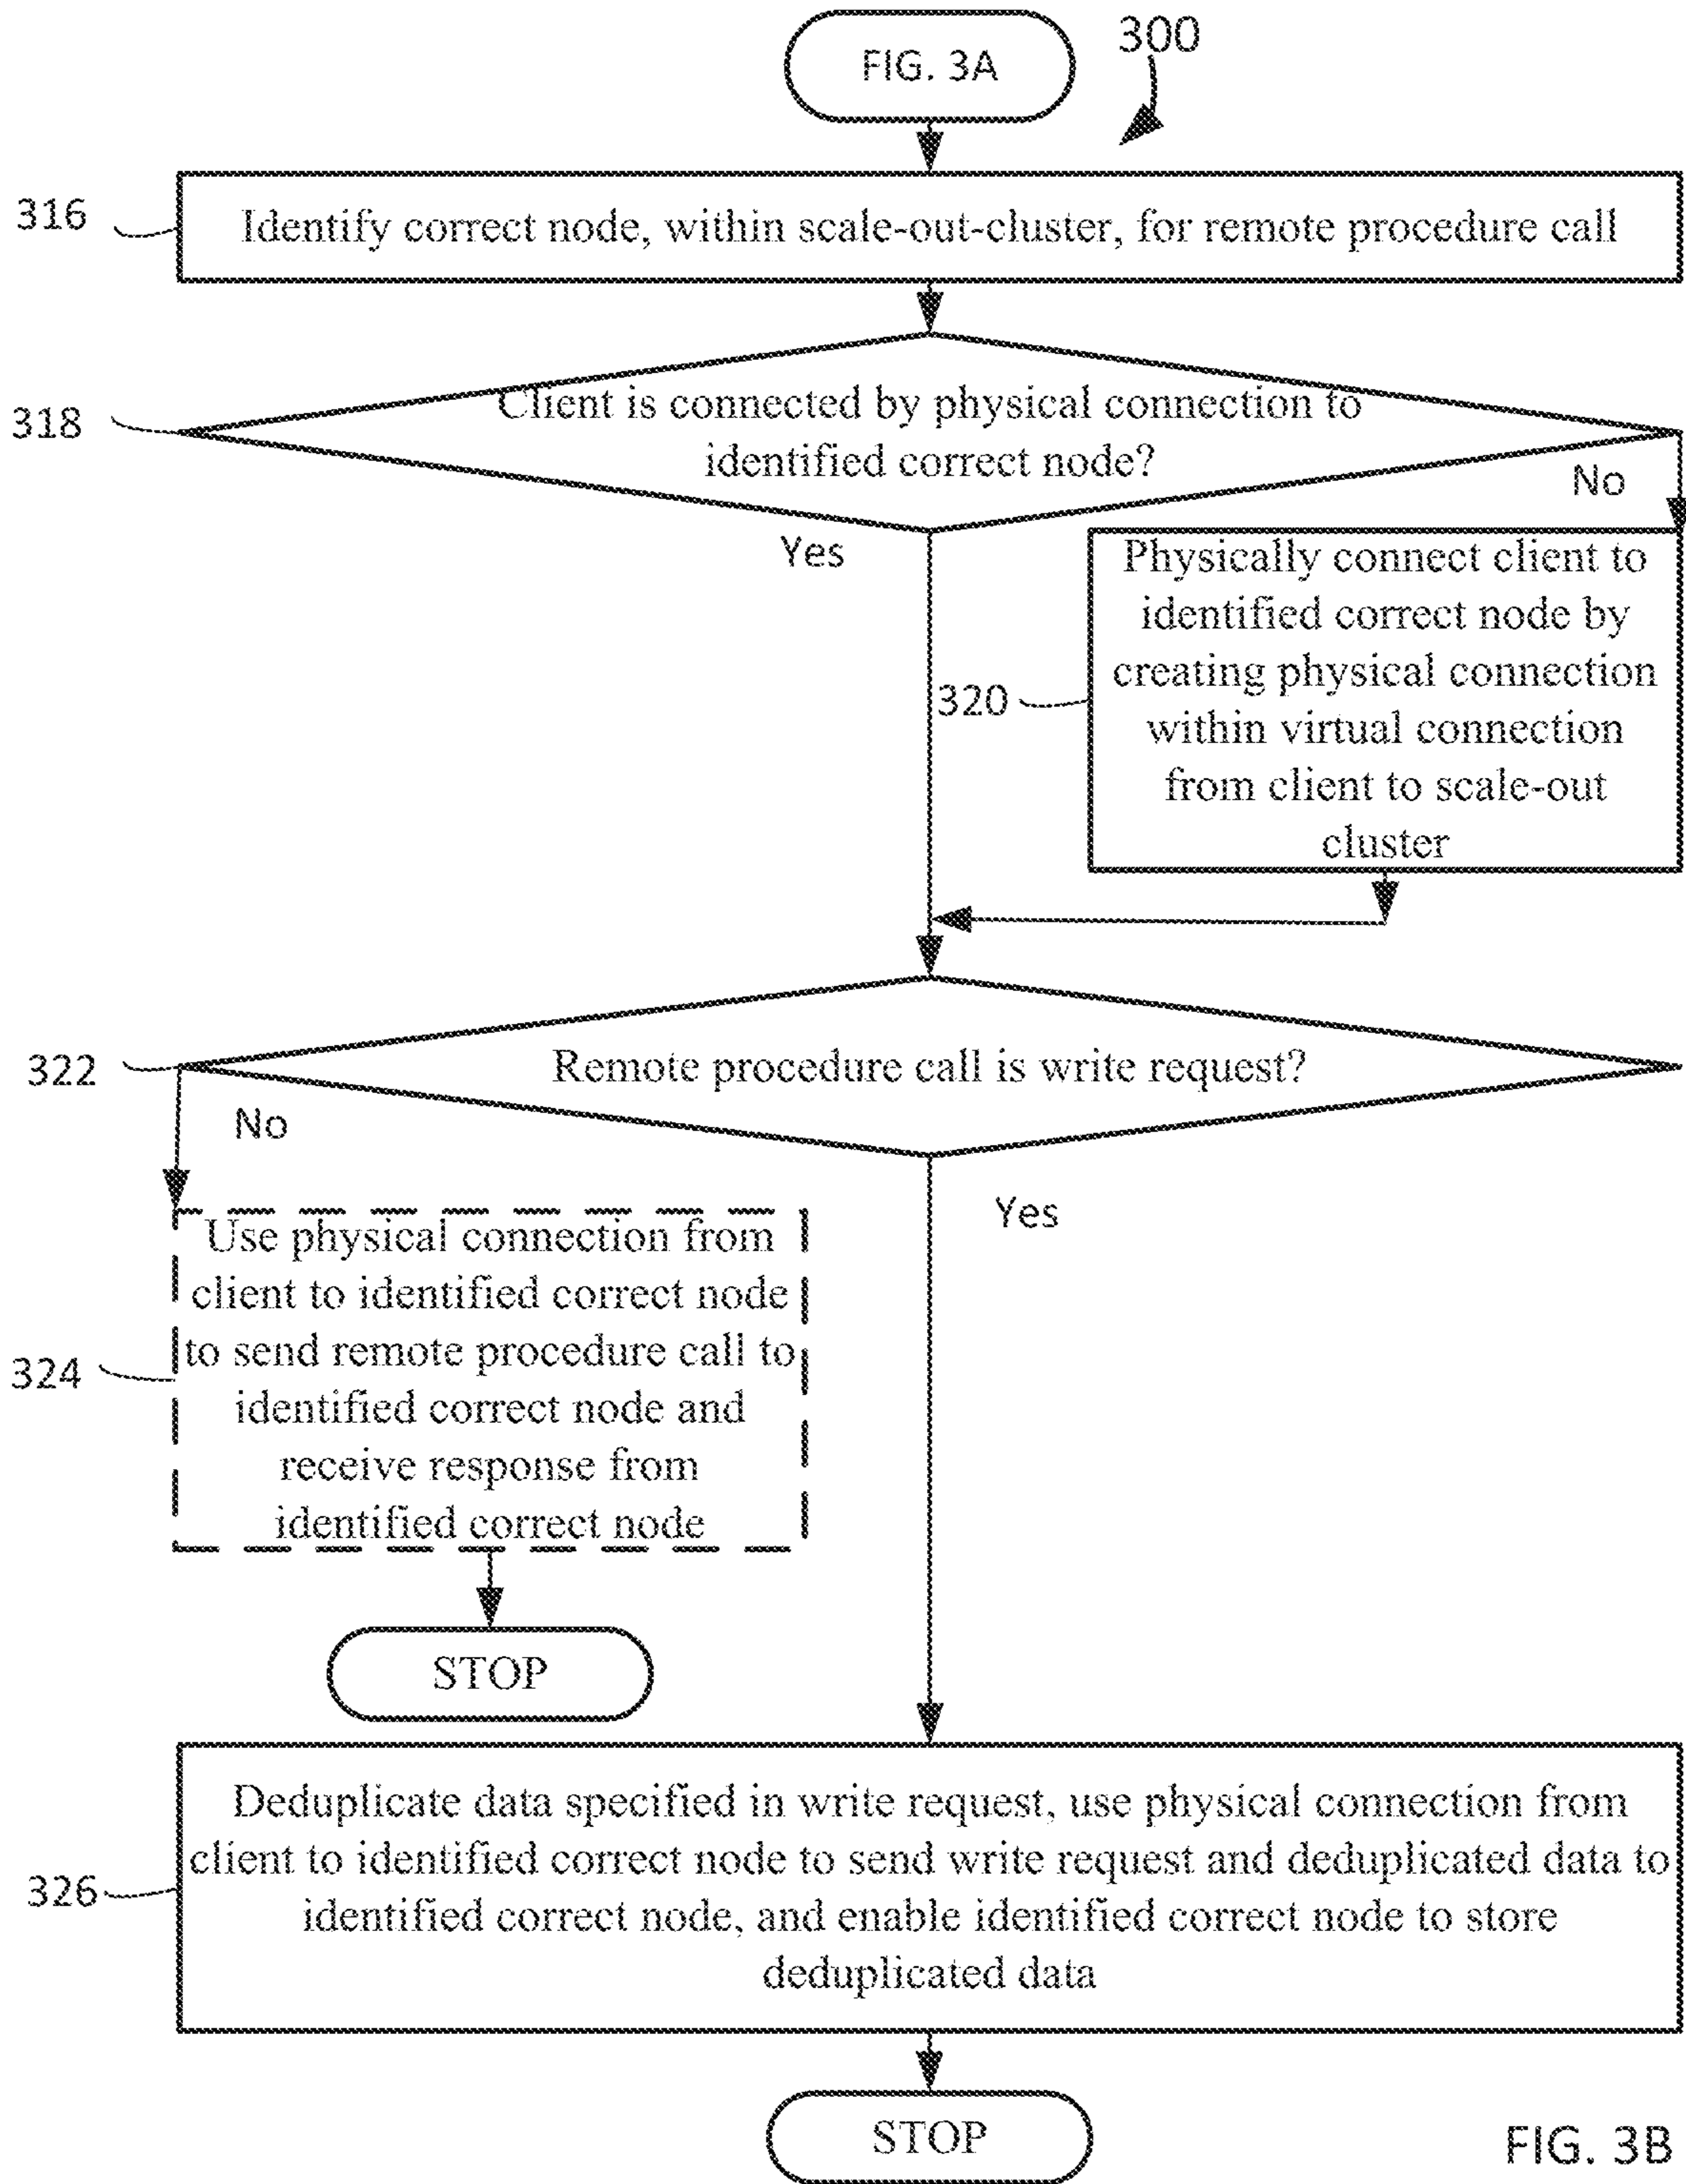 FIG. 3A
300
316
Identify correct node, within scale-out-cluster, for remote procedure call
318
Client is connected by physical connection to
identified correct node?
No
Yes
Physically connect client to
identified correct node by
creating physical connection
within virtual connection
from client to scale-out
cluster
320
322
Remote procedure call is write request?
No
Yes
Use physical connection from
client to identified correct node
to send remote procedure call to
identified correct node and
receive response from
identified correct node
324
STOP
Deduplicate data specified in write request, use physical connection from
client to identified correct node to send write request and deduplicated data to
identified correct node, and enable identified correct node to store
deduplicated data
326
STOP
FIG. 3B